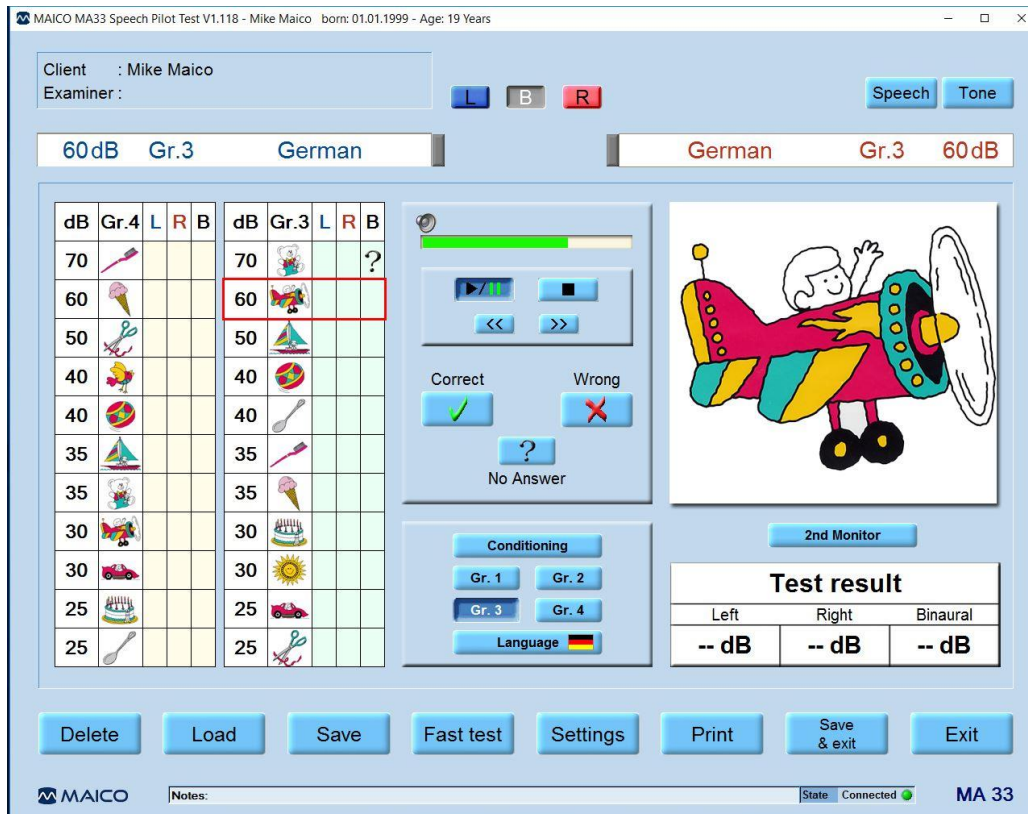 MAICO MA33 Speech Pilot Test V1.118 - Mike Maico born: 01.01.1999 - Age: 19 Years
Client : Mike Maico
Examiner :
L B R
Speech Tone
60dB Gr.3 German
German Gr.3 60dB
dB Gr.4 L R B
70
60
50
40
40
35
35
30
30
25
25
dB Gr.3 L R B
70 ?
60
50
40
40
35
35
30
30
25
25
▶/❚❚ ■
<< >>
Correct Wrong
?
No Answer
Conditioning
Gr. 1 Gr. 2
Gr. 3 Gr. 4
Language
2nd Monitor
Test result
Left Right Binaural
-- dB -- dB -- dB
Delete Load Save Fast test Settings Print Save & exit Exit
MAICO Notes: State Connected MA 33